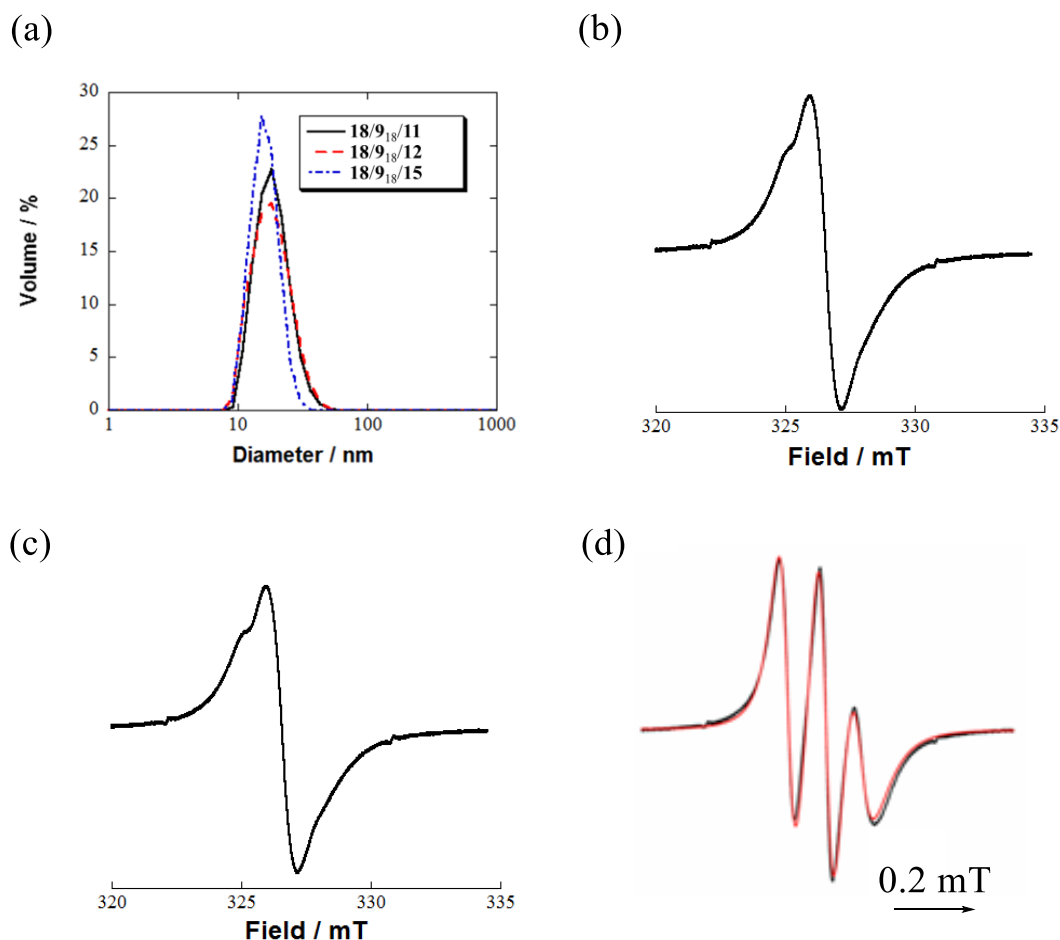 (a)
30
25
20
15
10
5
0
Volume / %
18/9₁₈/11
18/9₁₈/12
18/9₁₈/15
1 10 100 1000
Diameter / nm
(b)
320 325 330 335
Field / mT
(c)
320 325 330 335
Field / mT
(d)
0.2 mT